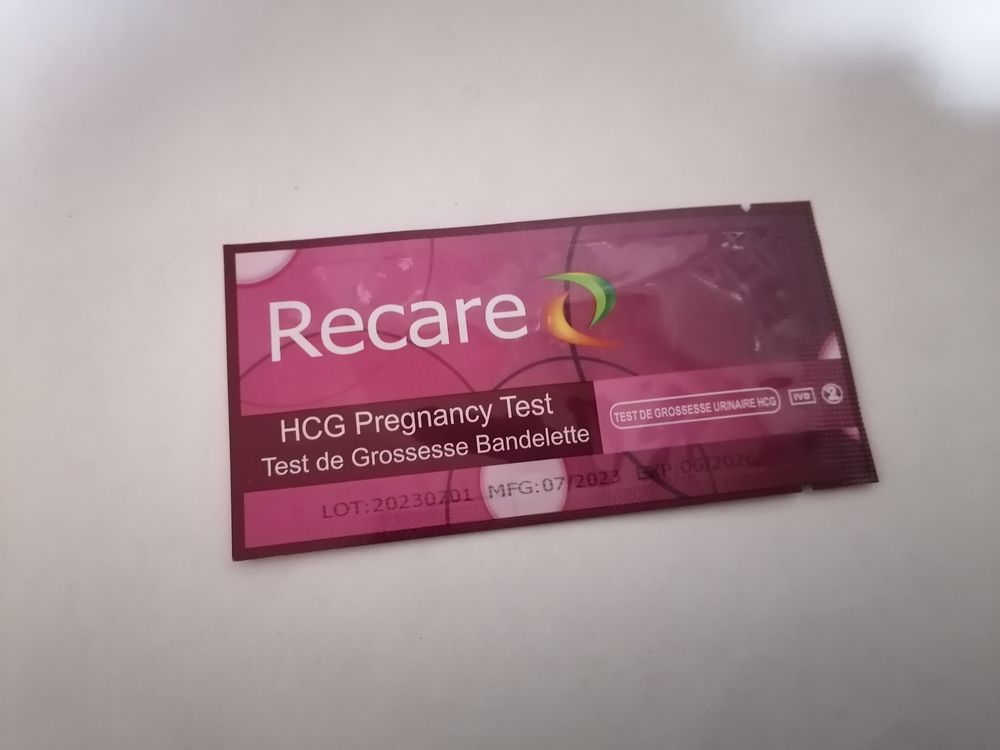 Recare
HCG Pregnancy Test
Test de Grossesse Bandelette
TEST DE GROSSESSE URINAIRE HCG
IVD
2
LOT:20230701 MFG:07/2023 EXP:06/2026